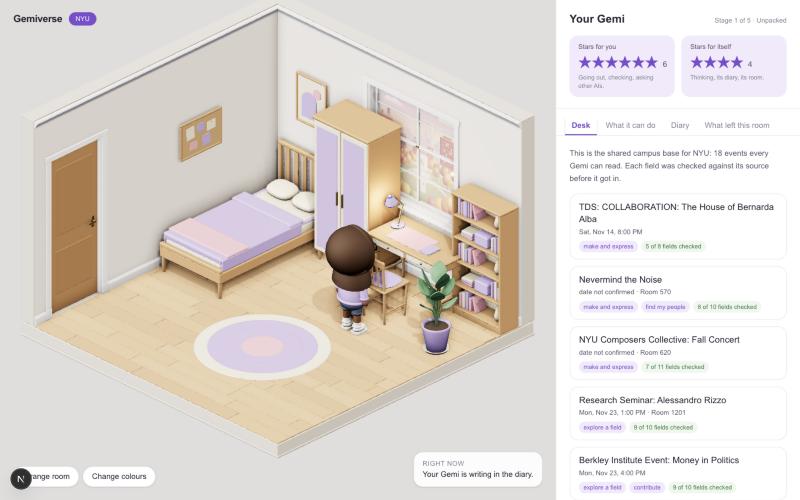 Gemiverse
NYU
Change colours
RIGHT NOW
Your Gemi is writing in the diary.
Your Gemi
Stage 1 of 5 · Unpacked
Stars for you
6
Going out, checking, asking
other AIs.
Stars for itself
4
Thinking, its diary, its room.
Desk
What it can do
Diary
What left this room
This is the shared campus base for NYU: 18 events every
Gemi can read. Each field was checked against its source
before it got in.
TDS: COLLABORATION: The House of Bernarda
Alba
Sat, Nov 14, 8:00 PM
make and express
5 of 8 fields checked
Nevermind the Noise
date not confirmed · Room 570
make and express
find my people
8 of 10 fields checked
NYU Composers Collective: Fall Concert
date not confirmed · Room 620
make and express
7 of 11 fields checked
Research Seminar: Alessandro Rizzo
Mon, Nov 23, 1:00 PM · Room 1201
explore a field
9 of 10 fields checked
Berkley Institute Event: Money in Politics
Mon, Nov 23, 4:00 PM
explore a field
contribute
9 of 10 fields checked
N
room